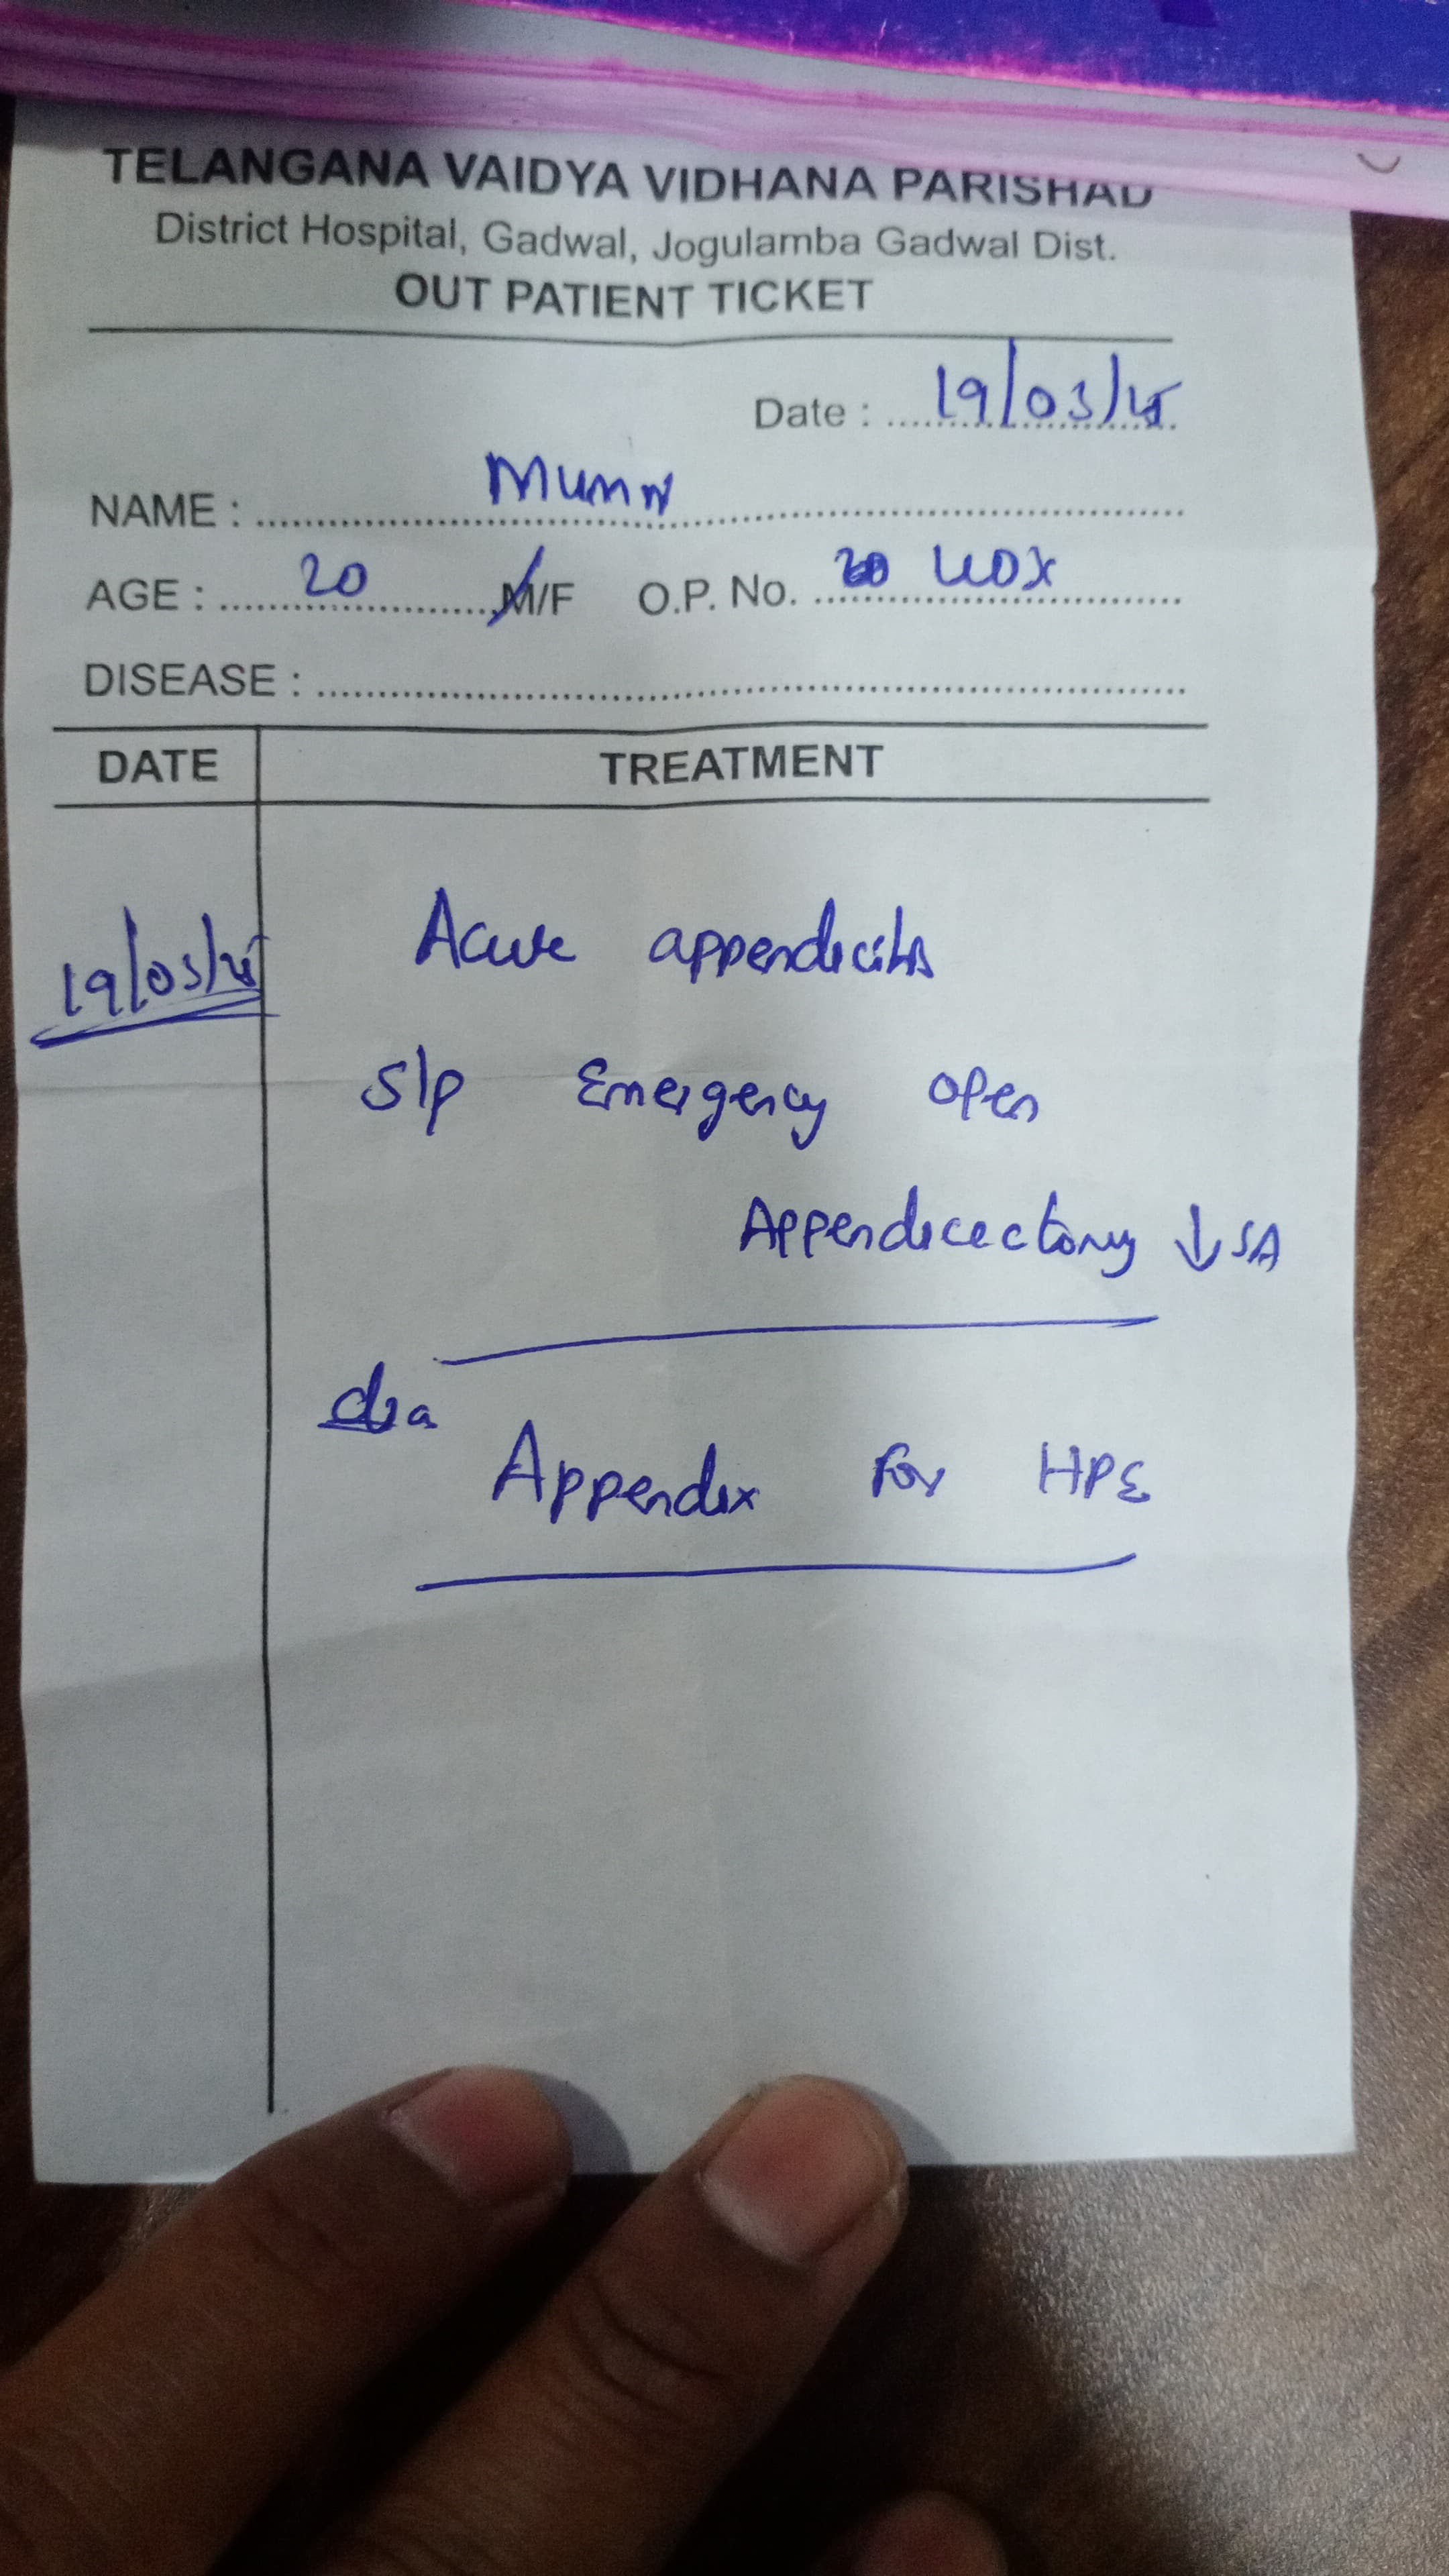 TELANGANA VAIDYA VIDHANA PARISHAD
District Hospital, Gadwal, Jogulamba Gadwal Dist.
OUT PATIENT TICKET
Date : 19/03/25
NAME :
AGE : 20 M/F O.P. No.
DISEASE :
DATE TREATMENT
19/03/25 Acute appendicitis
S/p Emergency open
Appendicectomy ↓ SA
Appendix for HPE